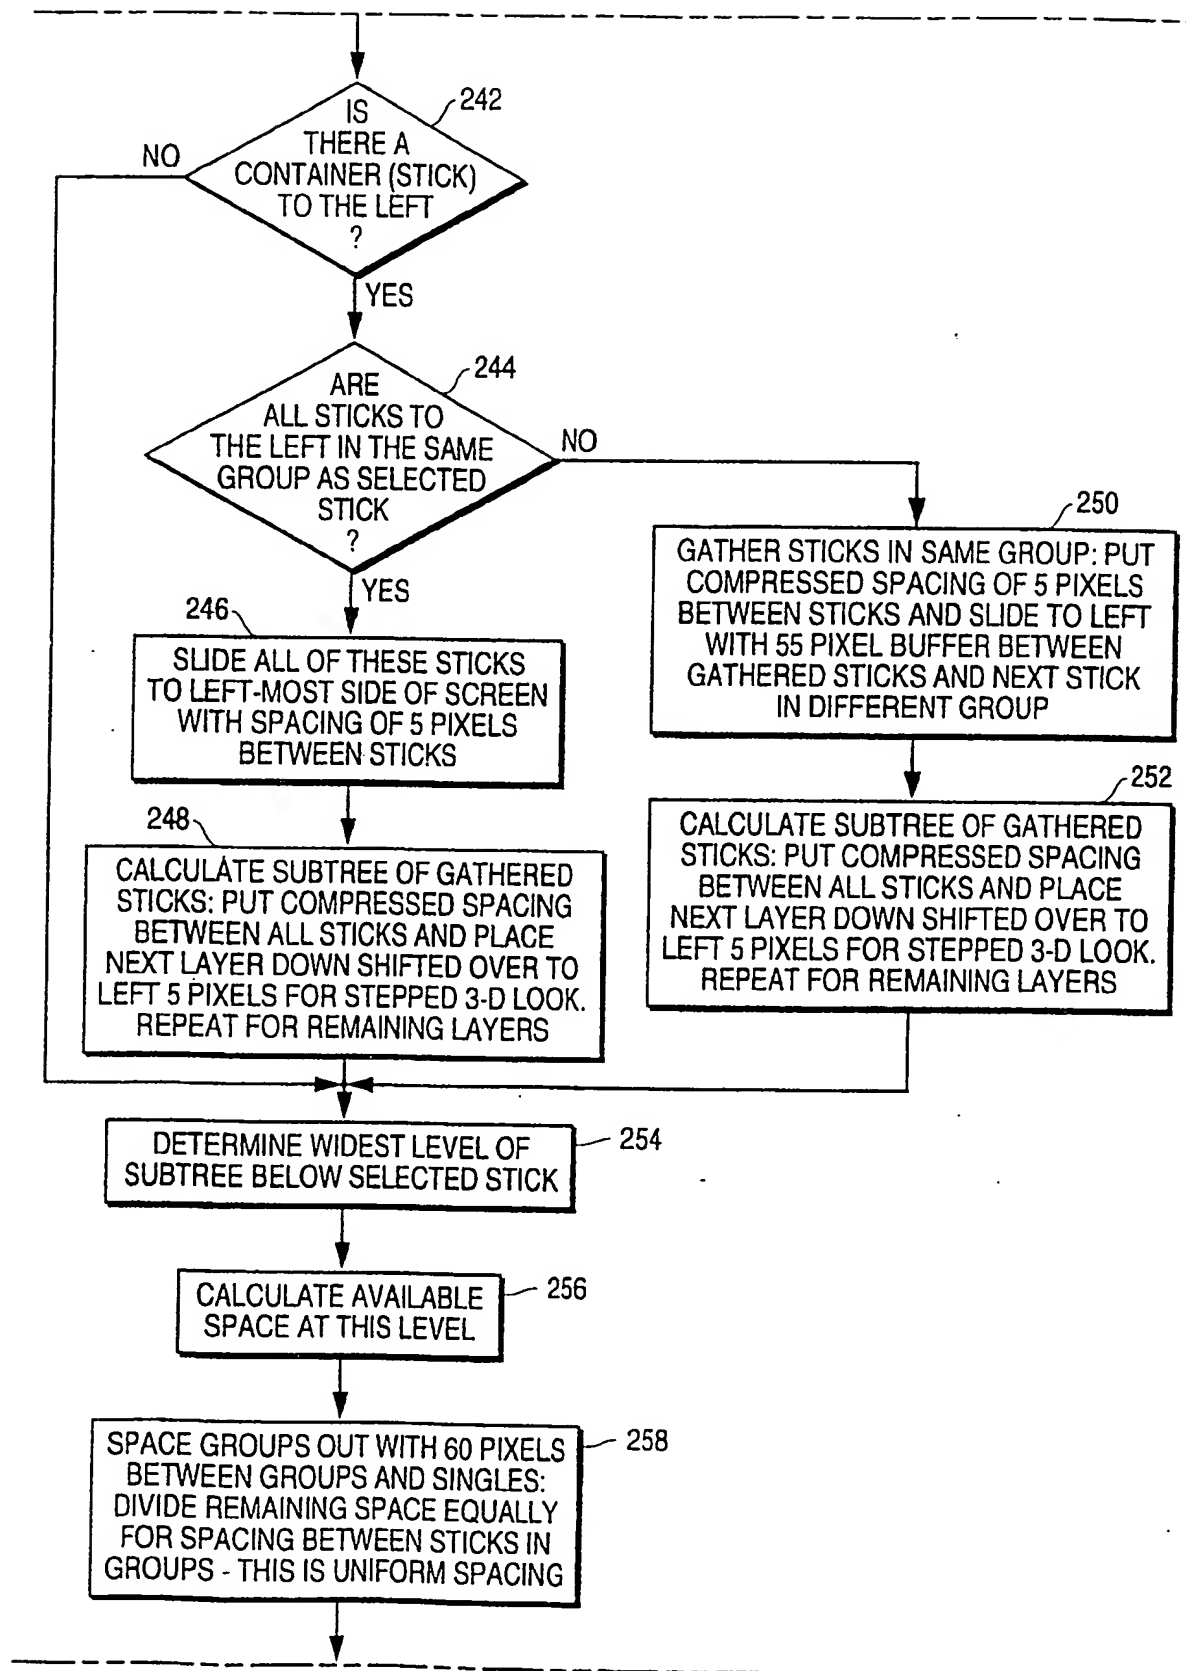 242
IS
THERE A
CONTAINER (STICK)
TO THE LEFT
?
NO
YES
244
ARE
ALL STICKS TO
THE LEFT IN THE SAME
GROUP AS SELECTED
STICK
?
NO
YES
250
GATHER STICKS IN SAME GROUP: PUT
COMPRESSED SPACING OF 5 PIXELS
BETWEEN STICKS AND SLIDE TO LEFT
WITH 55 PIXEL BUFFER BETWEEN
GATHERED STICKS AND NEXT STICK
IN DIFFERENT GROUP
246
SLIDE ALL OF THESE STICKS
TO LEFT-MOST SIDE OF SCREEN
WITH SPACING OF 5 PIXELS
BETWEEN STICKS
252
CALCULATE SUBTREE OF GATHERED
STICKS: PUT COMPRESSED SPACING
BETWEEN ALL STICKS AND PLACE
NEXT LAYER DOWN SHIFTED OVER TO
LEFT 5 PIXELS FOR STEPPED 3-D LOOK.
REPEAT FOR REMAINING LAYERS
248
CALCULATE SUBTREE OF GATHERED
STICKS: PUT COMPRESSED SPACING
BETWEEN ALL STICKS AND PLACE
NEXT LAYER DOWN SHIFTED OVER TO
LEFT 5 PIXELS FOR STEPPED 3-D LOOK.
REPEAT FOR REMAINING LAYERS
DETERMINE WIDEST LEVEL OF
SUBTREE BELOW SELECTED STICK
254
CALCULATE AVAILABLE
SPACE AT THIS LEVEL
256
SPACE GROUPS OUT WITH 60 PIXELS
BETWEEN GROUPS AND SINGLES:
DIVIDE REMAINING SPACE EQUALLY
FOR SPACING BETWEEN STICKS IN
GROUPS - THIS IS UNIFORM SPACING
258